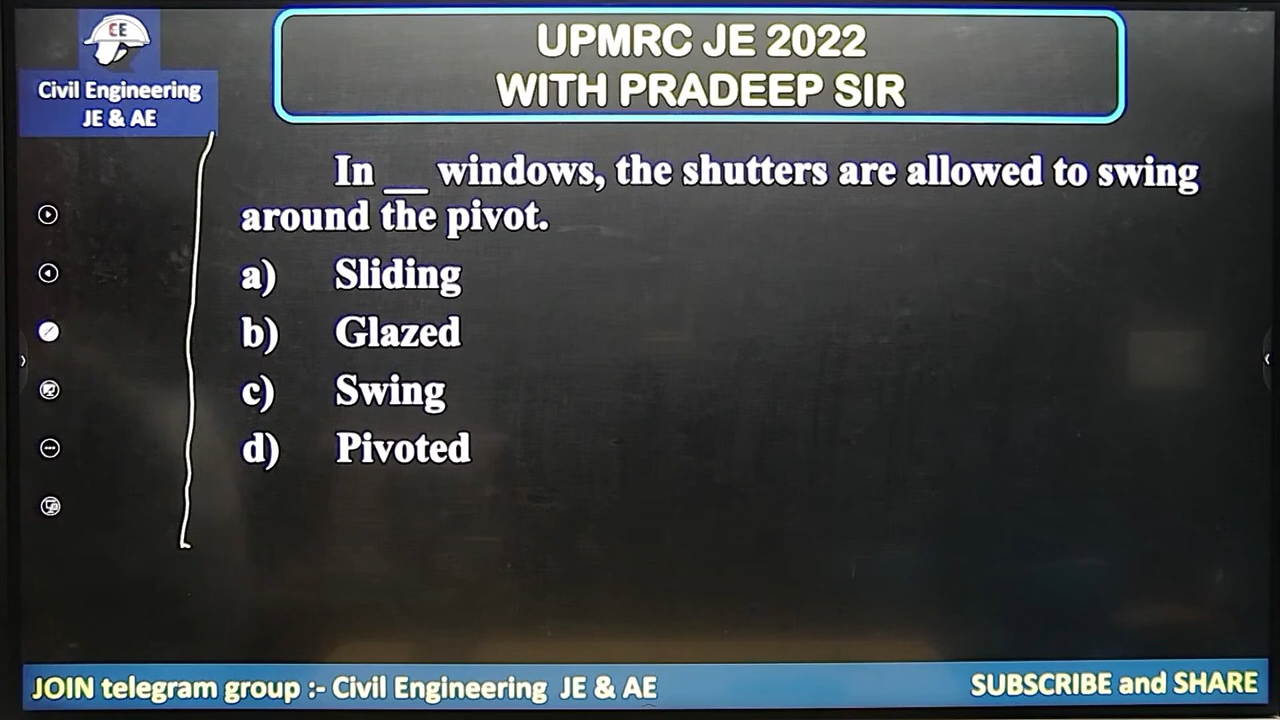 EE
Civil Engineering
JE & AE
UPMRC JE 2022
WITH PRADEEP SIR
In __ windows, the shutters are allowed to swing
around the pivot.
a) Sliding
b) Glazed
c) Swing
d) Pivoted
JOIN telegram group :- Civil Engineering JE & AE
SUBSCRIBE and SHARE